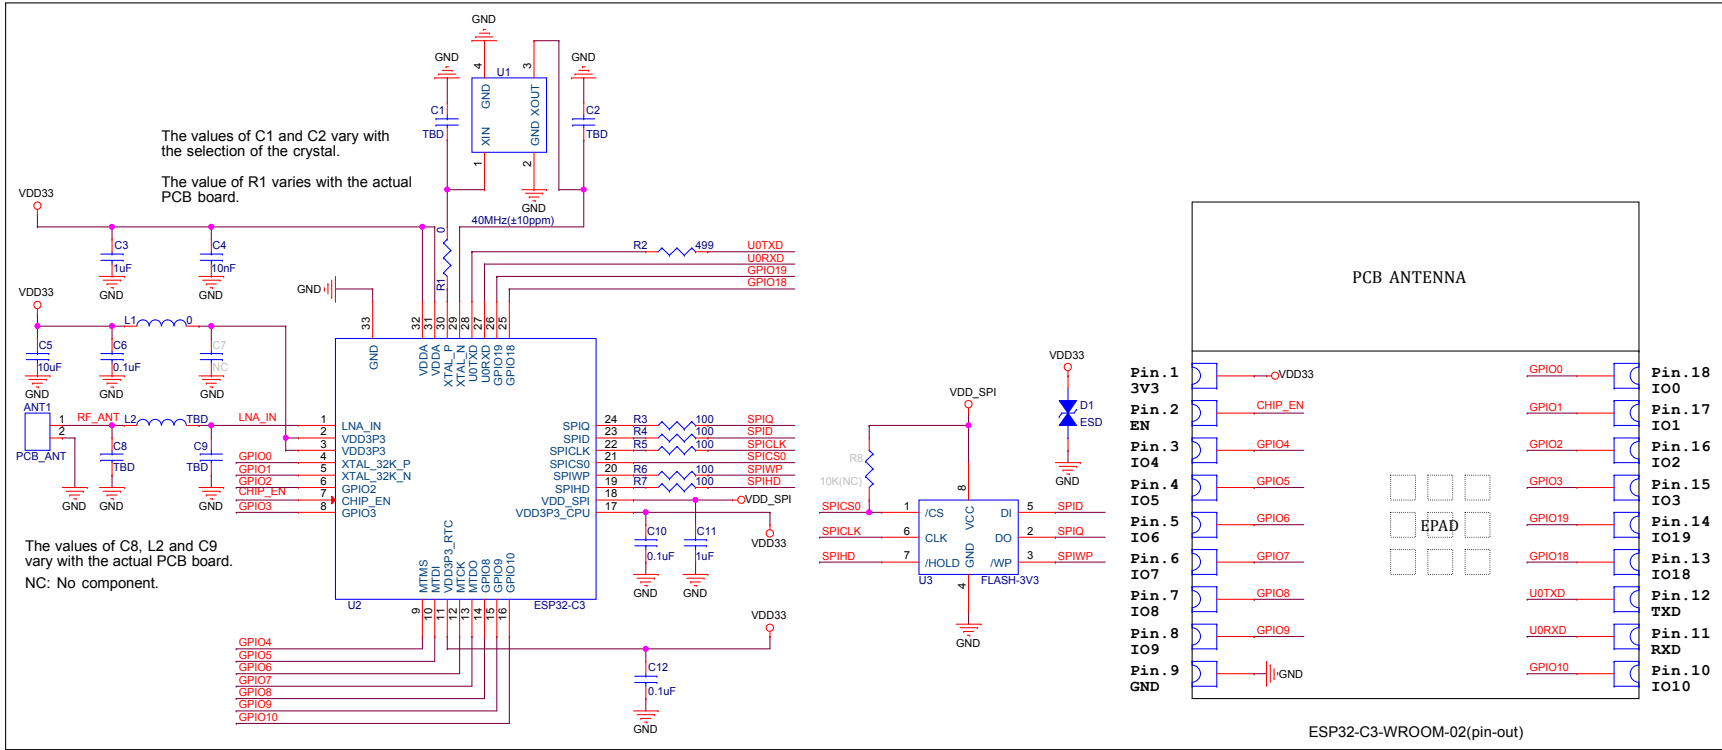 GND
GND
GND
4
3
U1
GND
XOUT
XIN
GND
1
2
C1
TBD
C2
TBD
GND
40MHz(±10ppm)
The values of C1 and C2 vary with
the selection of the crystal.
The value of R1 varies with the actual
PCB board.
VDD33
C3
1uF
GND
C4
10nF
GND
R1
0
R2
499
U0TXD
U0RXD
GPIO19
GPIO18
GND
VDD33
L1
0
C5
10uF
GND
C6
0.1uF
GND
C7
NC
GND
ANT1
1
2
PCB_ANT
RF_ANT
L2
TBD
LNA_IN
C8
TBD
C9
TBD
GND
GND
GND
GPIO0
GPIO1
GPIO2
CHIP_EN
GPIO3
33
32
31
30
29
28
27
26
25
GND
VDDA
VDDA
XTAL_P
XTAL_N
U0TXD
U0RXD
GPIO19
GPIO18
1
LNA_IN
2
VDD3P3
3
VDD3P3
4
XTAL_32K_P
5
XTAL_32K_N
6
GPIO2
7
CHIP_EN
8
GPIO3
SPIQ
24
R3
100
SPIQ
SPID
23
R4
100
SPID
SPICLK
22
R5
100
SPICLK
SPICS0
21
SPICS0
SPIWP
20
R6
100
SPIWP
SPIHD
19
R7
100
SPIHD
VDD_SPI
18
VDD_SPI
VDD3P3_CPU
17
C10
0.1uF
GND
C11
1uF
GND
VDD33
MTMS
MTDI
VDD3P3_RTC
MTCK
MTDO
GPIO8
GPIO9
GPIO10
U2
ESP32-C3
9
10
11
12
13
14
15
16
The values of C8, L2 and C9
vary with the actual PCB board.
NC: No component.
GPIO4
GPIO5
GPIO6
GPIO7
GPIO8
GPIO9
GPIO10
VDD33
C12
0.1uF
GND
VDD_SPI
R8
10K(NC)
SPICS0
1
/CS
SPICLK
6
CLK
SPIHD
7
/HOLD
8
VCC
GND
4
DI
5
SPID
DO
2
SPIQ
/WP
3
SPIWP
U3
FLASH-3V3
GND
VDD33
D1
ESD
GND
PCB ANTENNA
Pin.1
3V3
VDD33
Pin.2
EN
CHIP_EN
Pin.3
IO4
GPIO4
Pin.4
IO5
GPIO5
Pin.5
IO6
GPIO6
Pin.6
IO7
GPIO7
Pin.7
IO8
GPIO8
Pin.8
IO9
GPIO9
Pin.9
GND
GND
EPAD
GPIO0
Pin.18
IO0
GPIO1
Pin.17
IO1
GPIO2
Pin.16
IO2
GPIO3
Pin.15
IO3
GPIO19
Pin.14
IO19
GPIO18
Pin.13
IO18
U0TXD
Pin.12
TXD
U0RXD
Pin.11
RXD
GPIO10
Pin.10
IO10
ESP32-C3-WROOM-02(pin-out)